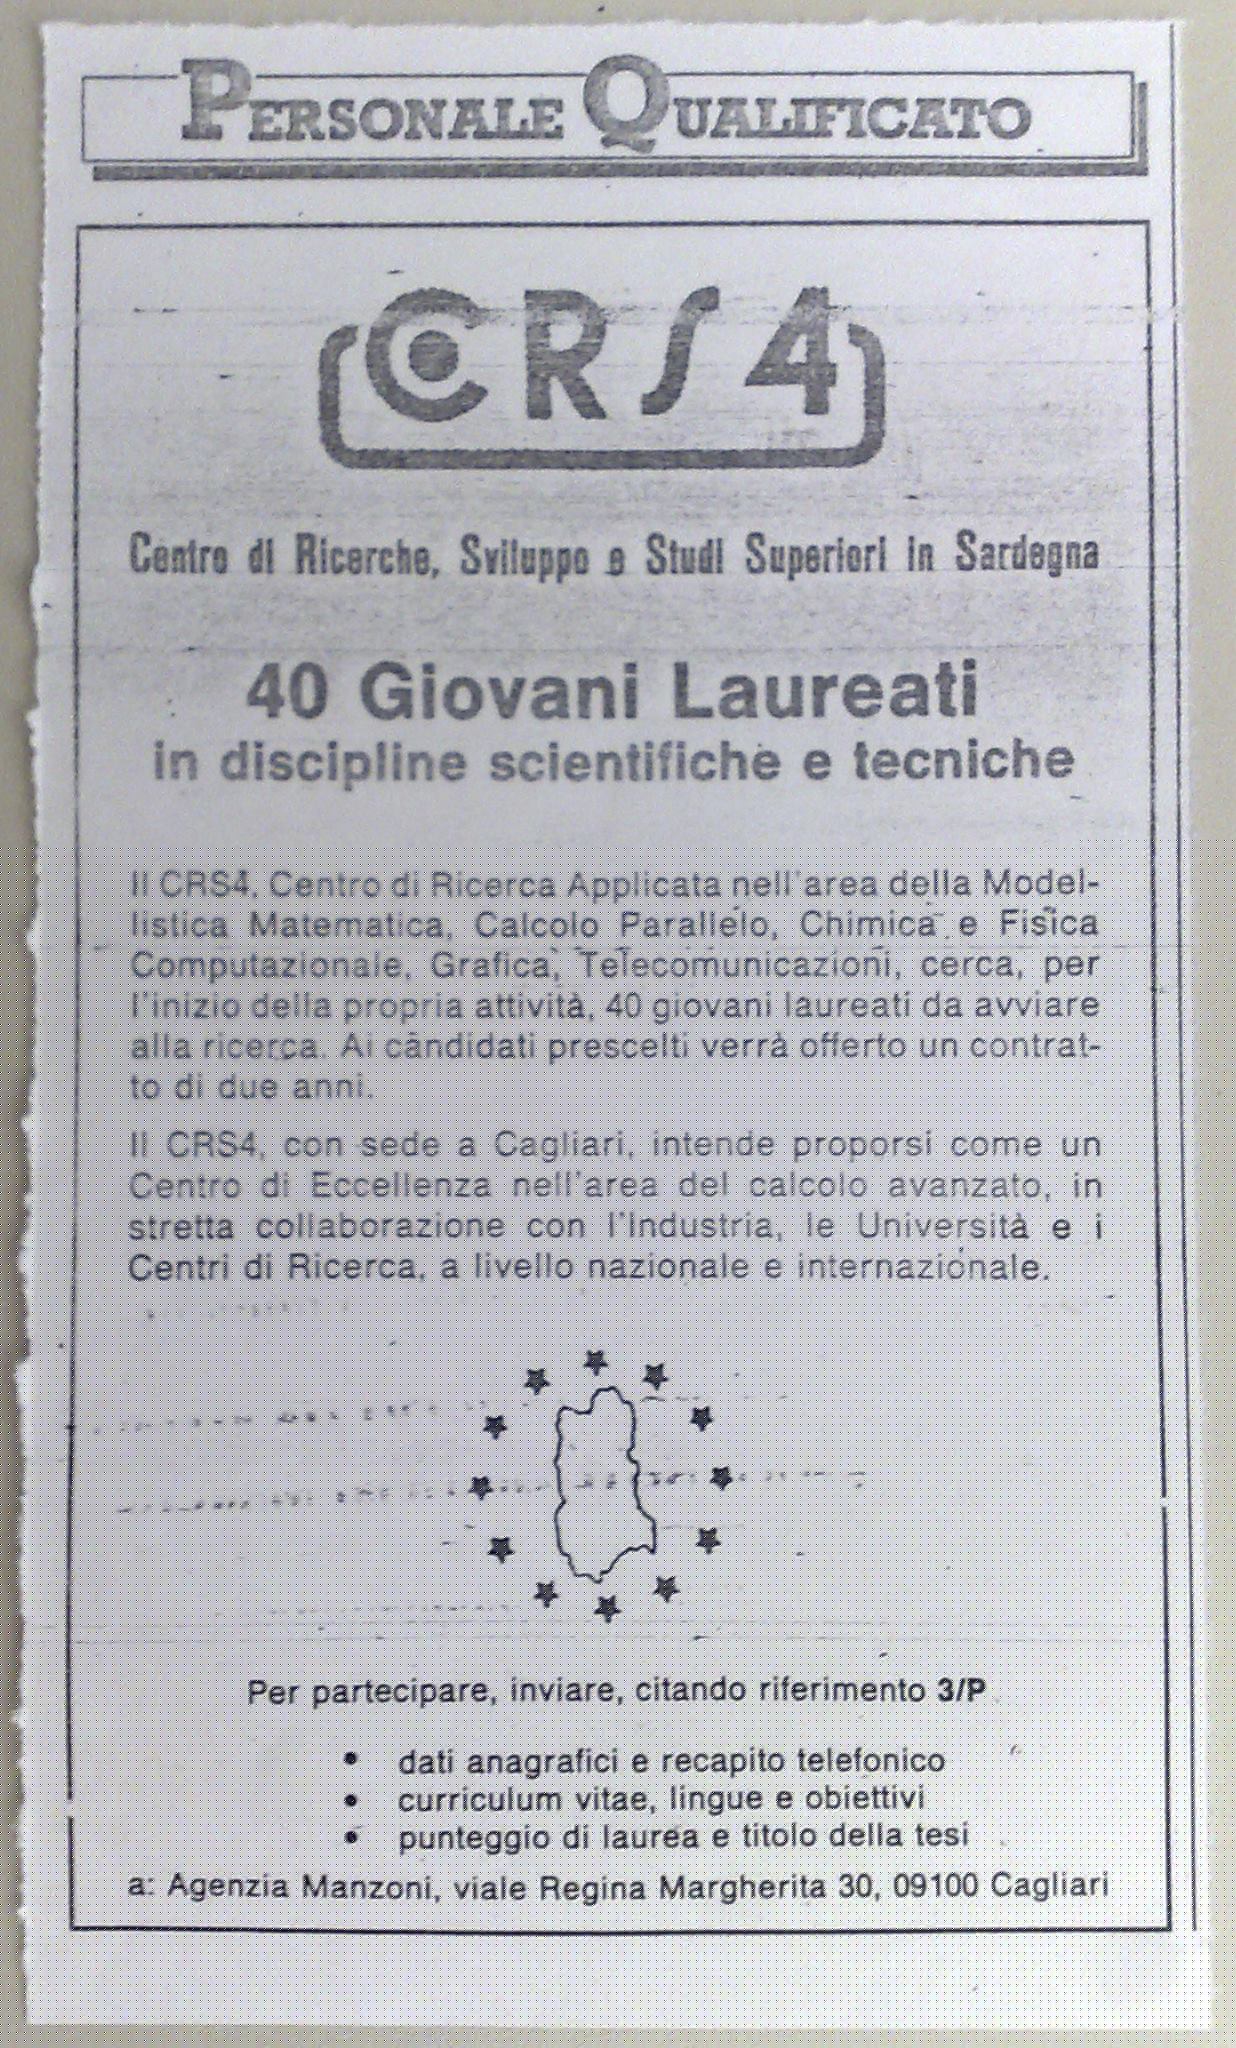 PERSONALE QUALIFICATO
CRS4
Centro di Ricerche, Sviluppo e Studi Superiori in Sardegna
40 Giovani Laureati
in discipline scientifiche e tecniche
Il CRS4, Centro di Ricerca Applicata nell'area della Model-
listica Matematica, Calcolo Parallelo, Chimica e Fisica
Computazionale, Grafica, Telecomunicazioni, cerca, per
l'inizio della propria attività, 40 giovani laureati da avviare
alla ricerca. Ai candidati prescelti verrà offerto un contrat-
to di due anni.
Il CRS4, con sede a Cagliari, intende proporsi come un
Centro di Eccellenza nell'area del calcolo avanzato, in
stretta collaborazione con l'Industria, le Università e i
Centri di Ricerca, a livello nazionale e internazionale.
Per partecipare, inviare, citando riferimento 3/P
• dati anagrafici e recapito telefonico
• curriculum vitae, lingue e obiettivi
• punteggio di laurea e titolo della tesi
a: Agenzia Manzoni, viale Regina Margherita 30, 09100 Cagliari